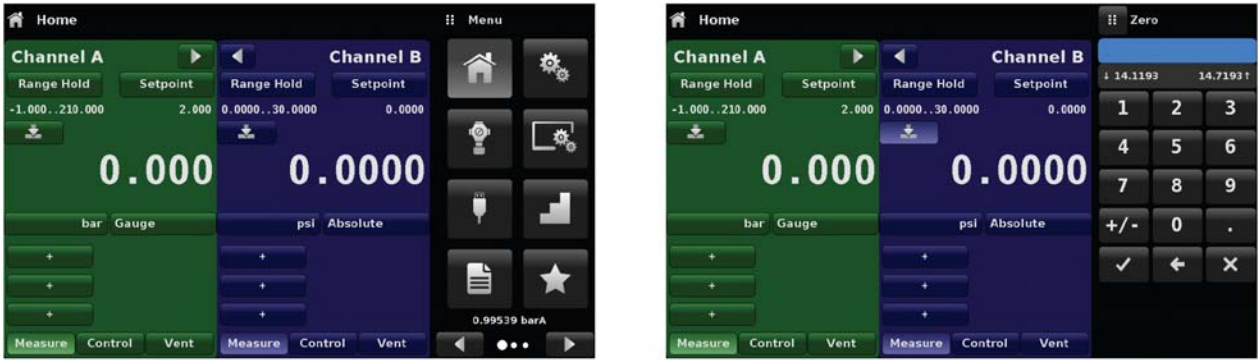 Home
Menu
Channel A
Channel B
Range Hold Setpoint
Range Hold Setpoint
-1.000..210.000 2.000
0.0000..30.0000 0.0000
0.000
0.0000
bar Gauge
psi Absolute
+
+
+
+
+
+
0.99539 barA
Measure Control Vent
Measure Control Vent
Home
Zero
Channel A
Channel B
Range Hold Setpoint
Range Hold Setpoint
-1.000..210.000 2.000
0.0000..30.0000 0.0000
0.000
0.0000
bar Gauge
psi Absolute
+
+
+
+
+
+
Measure Control Vent
Measure Control Vent
↓ 14.1193 14.7193↑
1 2 3
4 5 6
7 8 9
+/- 0 .